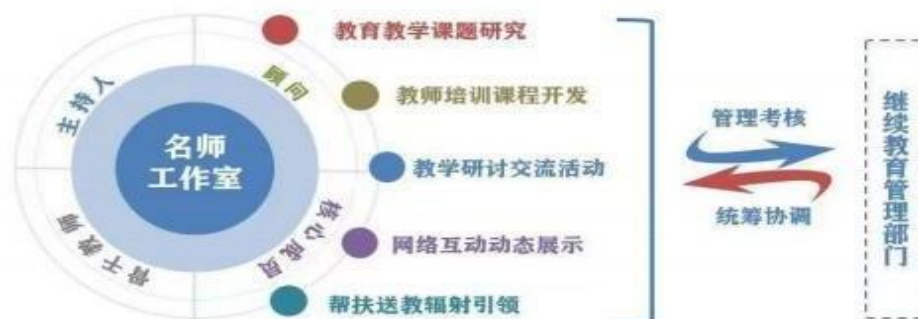 主持人
顾问
名师
工作室
骨干教师
核心成员
教育教学课题研究
教师培训课程开发
教学研讨交流活动
网络互动动态展示
帮扶送教辐射引领
管理考核
统筹协调
继续教育管理部门